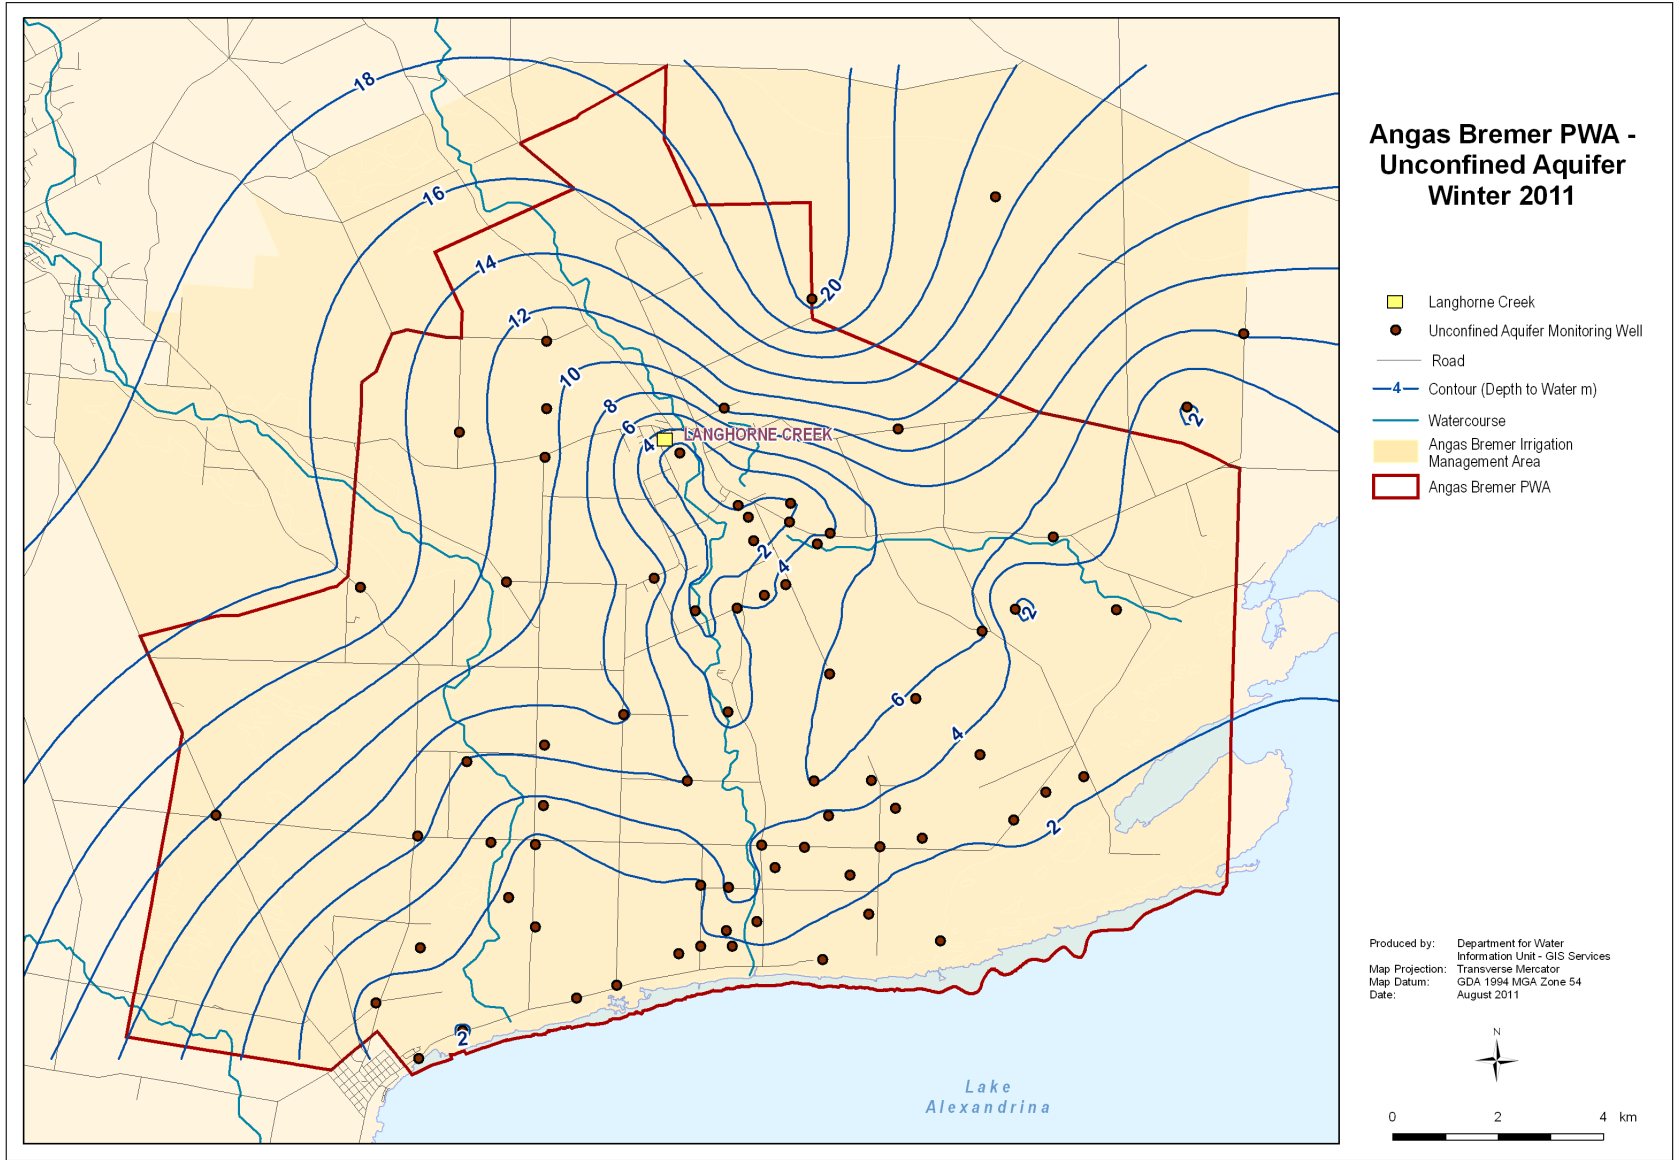 Angas Bremer PWA -
Unconfined Aquifer
Winter 2011
Langhorne Creek
Unconfined Aquifer Monitoring Well
Road
4 Contour (Depth to Water m)
Watercourse
Angas Bremer Irrigation
Management Area
Angas Bremer PWA
18
16
14
20
12
10
8
2
6
LANGHORNE CREEK
4
2
4
2
6
4
2
2
Lake
Alexandrina
Produced by: Department for Water
Information Unit - GIS Services
Map Projection: Transverse Mercator
Map Datum: GDA 1994 MGA Zone 54
Date: August 2011
N
0 2 4 km